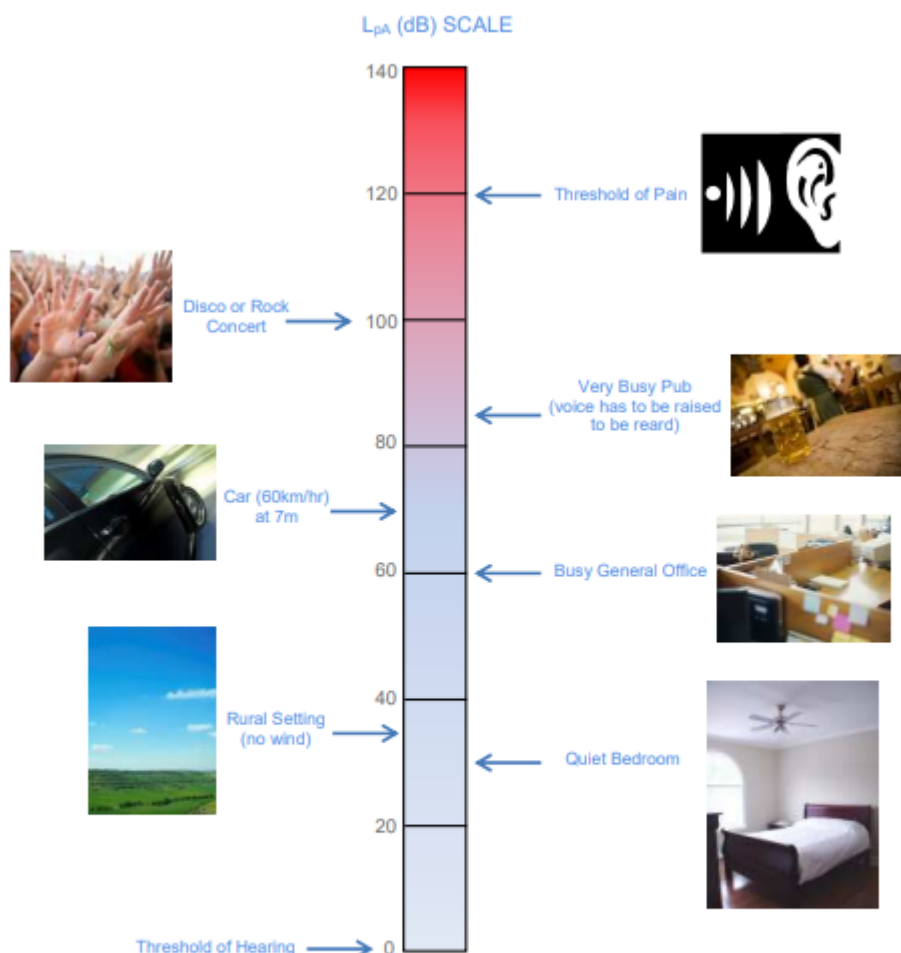 LpA (dB) SCALE
140
120
Threshold of Pain
Disco or Rock
Concert
100
Very Busy Pub
(voice has to be raised
to be reard)
80
Car (60km/hr)
at 7m
60
Busy General Office
40
Rural Setting
(no wind)
Quiet Bedroom
20
Threshold of Hearing
0